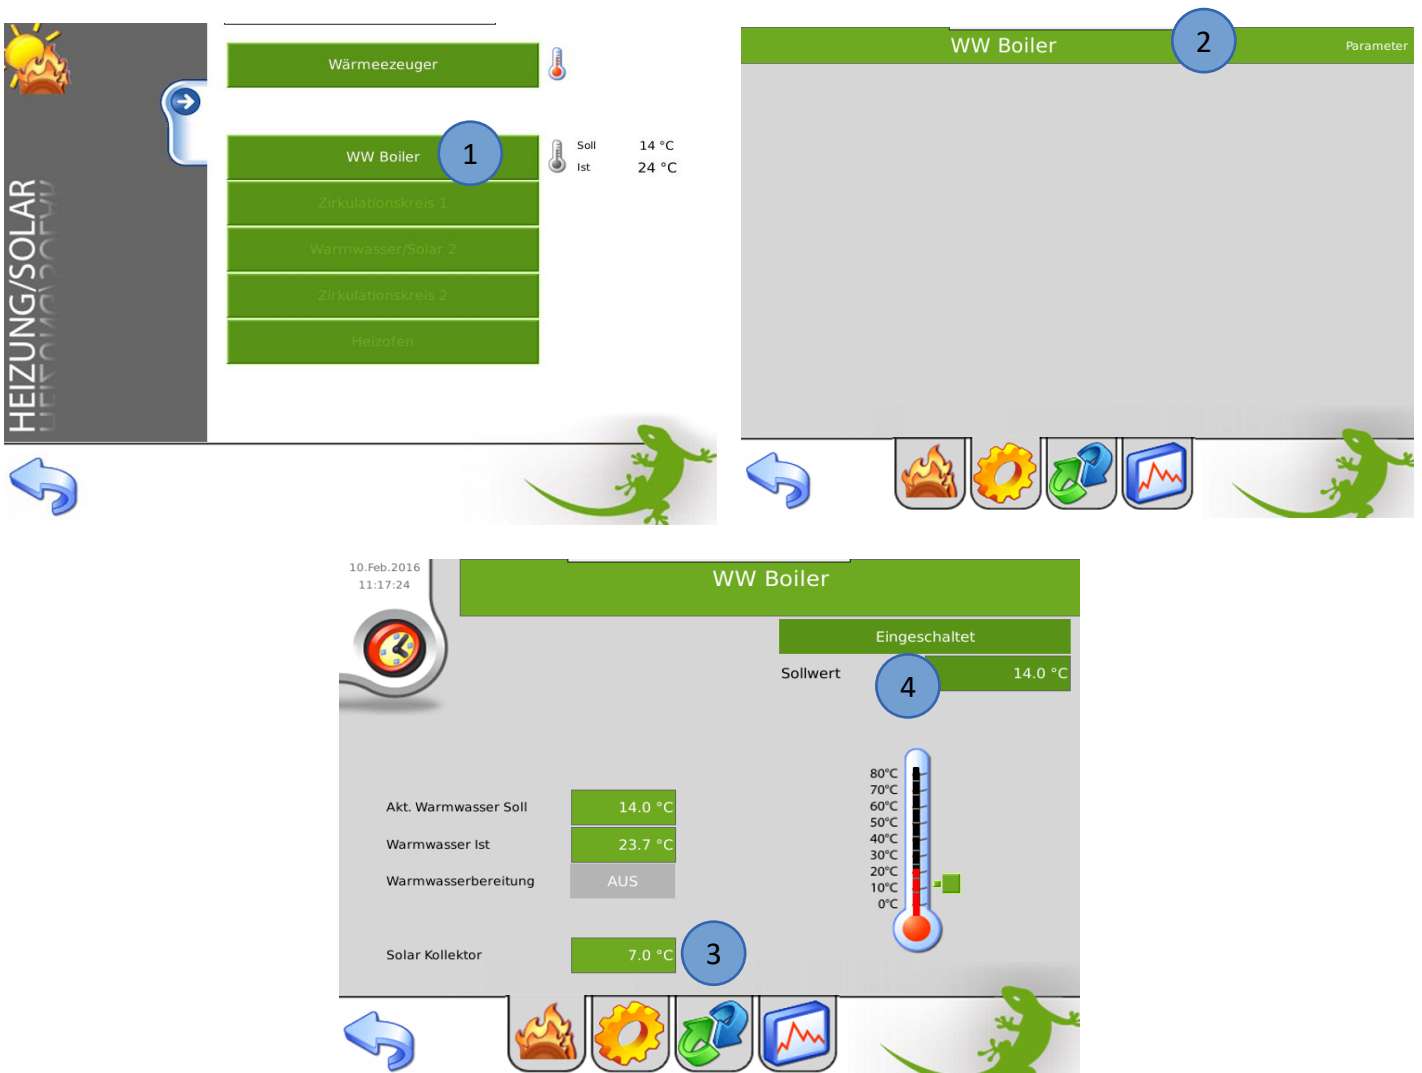 HEIZUNG/SOLAR
Wärmeezeuger
WW Boiler
1
Soll 14 °C
Ist 24 °C
Zirkulationskreis 1
Warmwasser/Solar 2
Zirkulationskreis 2
Heizofen
WW Boiler
2
Parameter
10.Feb.2016
11:17:24
WW Boiler
Eingeschaltet
Sollwert
4
14.0 °C
80°C
70°C
60°C
50°C
40°C
30°C
20°C
10°C
0°C
Akt. Warmwasser Soll 14.0 °C
Warmwasser Ist 23.7 °C
Warmwasserbereitung AUS
Solar Kollektor 7.0 °C
3